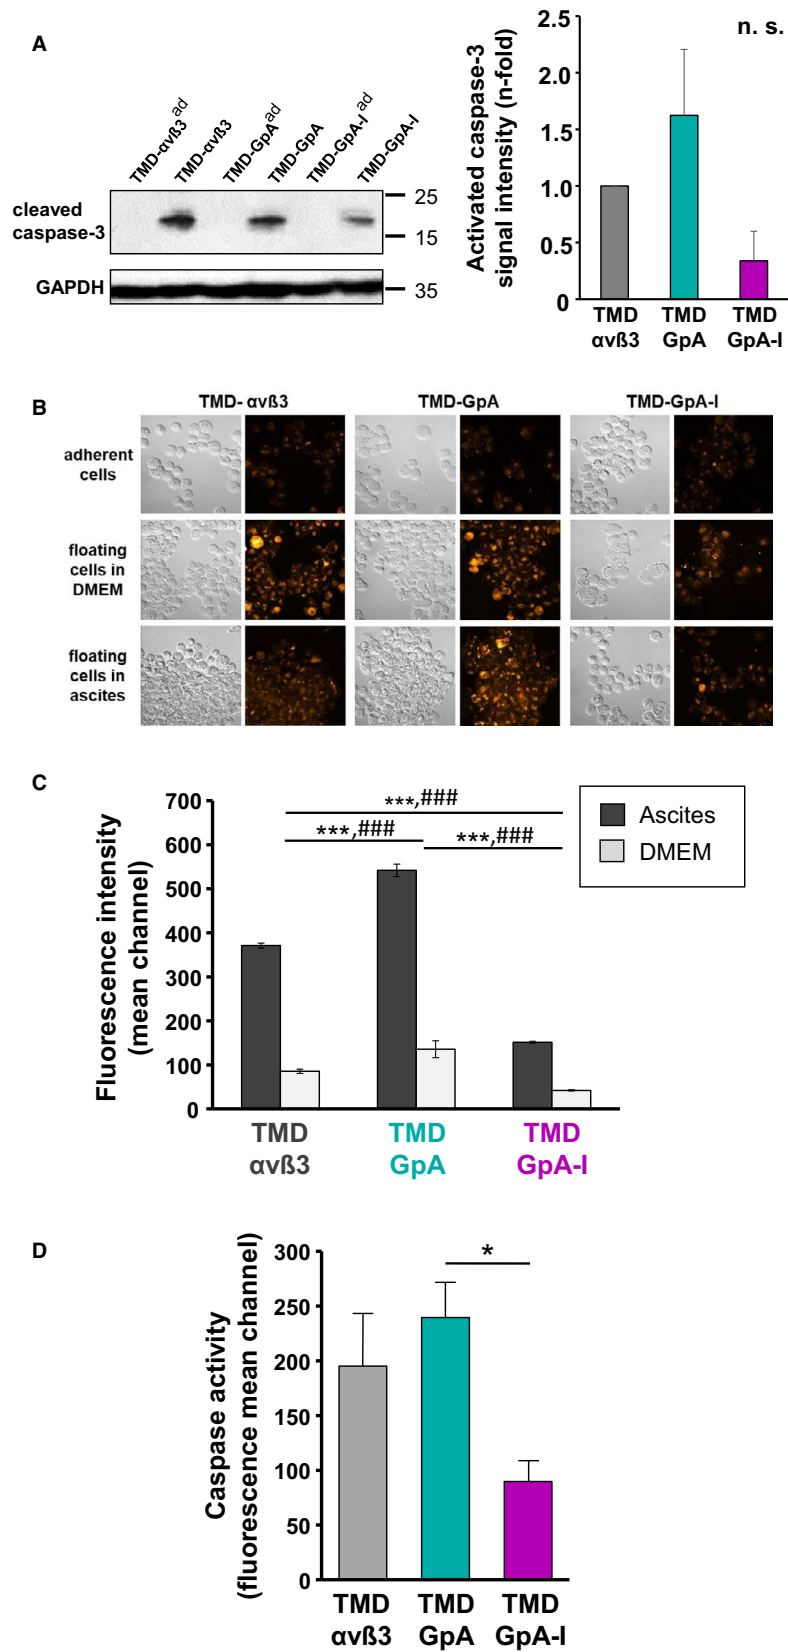 A
TMD-αvß3 ad
TMD-αvß3
TMD-GpA ad
TMD-GpA
TMD-GpA-I ad
TMD-GpA-I
cleaved
caspase-3
25
15
GAPDH
35
Activated caspase-3
signal intensity (n-fold)
2.5
2.0
1.5
1.0
0.5
0
n. s.
TMD
αvß3
TMD
GpA
TMD
GpA-I
B
TMD- αvß3
TMD-GpA
TMD-GpA-I
adherent
cells
floating
cells in
DMEM
floating
cells in
ascites
C
Fluorescence intensity
(mean channel)
700
600
500
400
300
200
100
0
***,###
***,###
***,###
Ascites
DMEM
TMD
αvß3
TMD
GpA
TMD
GpA-I
D
Caspase activity
(fluorescence mean channel)
300
250
200
150
100
50
0
*
TMD
αvß3
TMD
GpA
TMD
GpA-I